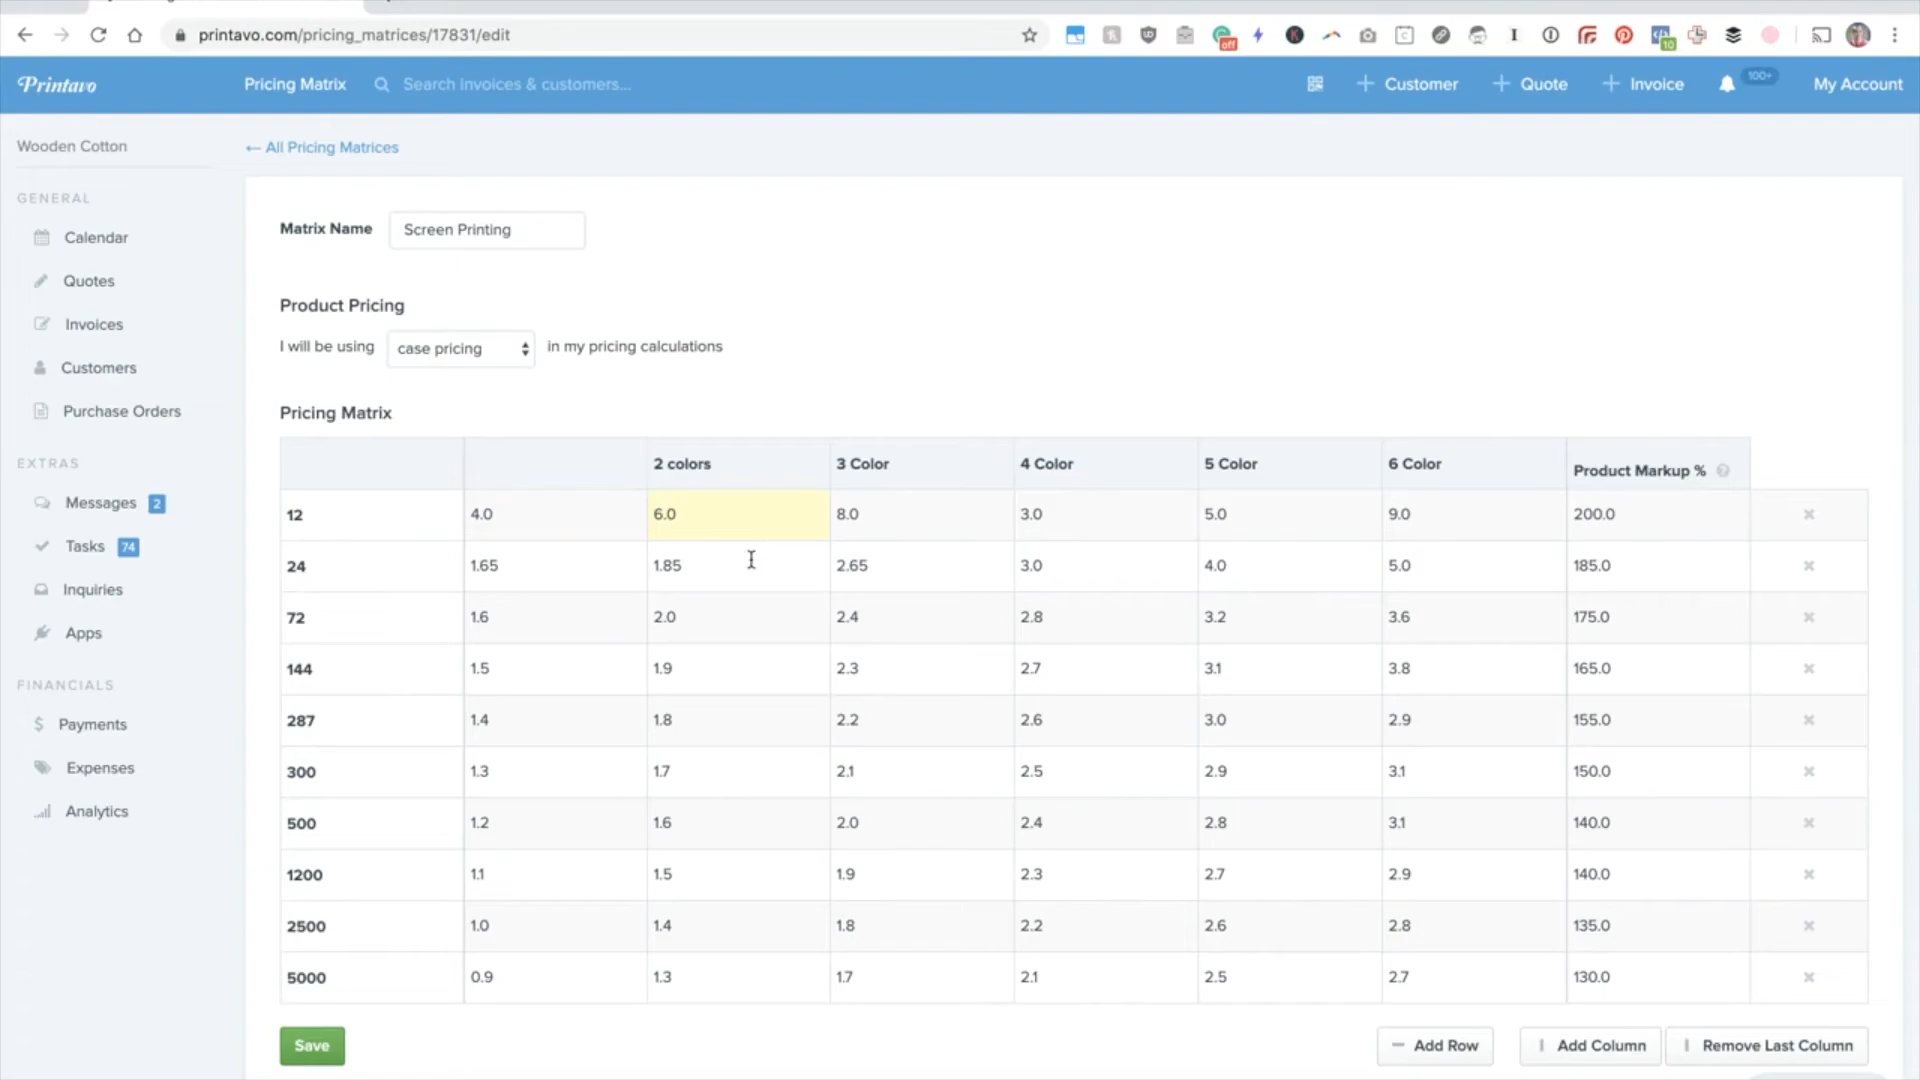 printavo.com/pricing_matrices/17831/edit
off
10
Printavo
Pricing Matrix
Search invoices & customers...
Customer
Quote
Invoice
100+
My Account
Wooden Cotton
← All Pricing Matrices
GENERAL
Calendar
Quotes
Invoices
Customers
Purchase Orders
EXTRAS
Messages 2
Tasks 74
Inquiries
Apps
FINANCIALS
Payments
Expenses
Analytics
Matrix Name Screen Printing
Product Pricing
I will be using case pricing in my pricing calculations
Pricing Matrix
2 colors 3 Color 4 Color 5 Color 6 Color Product Markup % ?
12 4.0 6.0 8.0 3.0 5.0 9.0 200.0
24 1.65 1.85 2.65 3.0 4.0 5.0 185.0
72 1.6 2.0 2.4 2.8 3.2 3.6 175.0
144 1.5 1.9 2.3 2.7 3.1 3.8 165.0
287 1.4 1.8 2.2 2.6 3.0 2.9 155.0
300 1.3 1.7 2.1 2.5 2.9 3.1 150.0
500 1.2 1.6 2.0 2.4 2.8 3.1 140.0
1200 1.1 1.5 1.9 2.3 2.7 2.9 140.0
2500 1.0 1.4 1.8 2.2 2.6 2.8 135.0
5000 0.9 1.3 1.7 2.1 2.5 2.7 130.0
Save
Add Row
Add Column
Remove Last Column